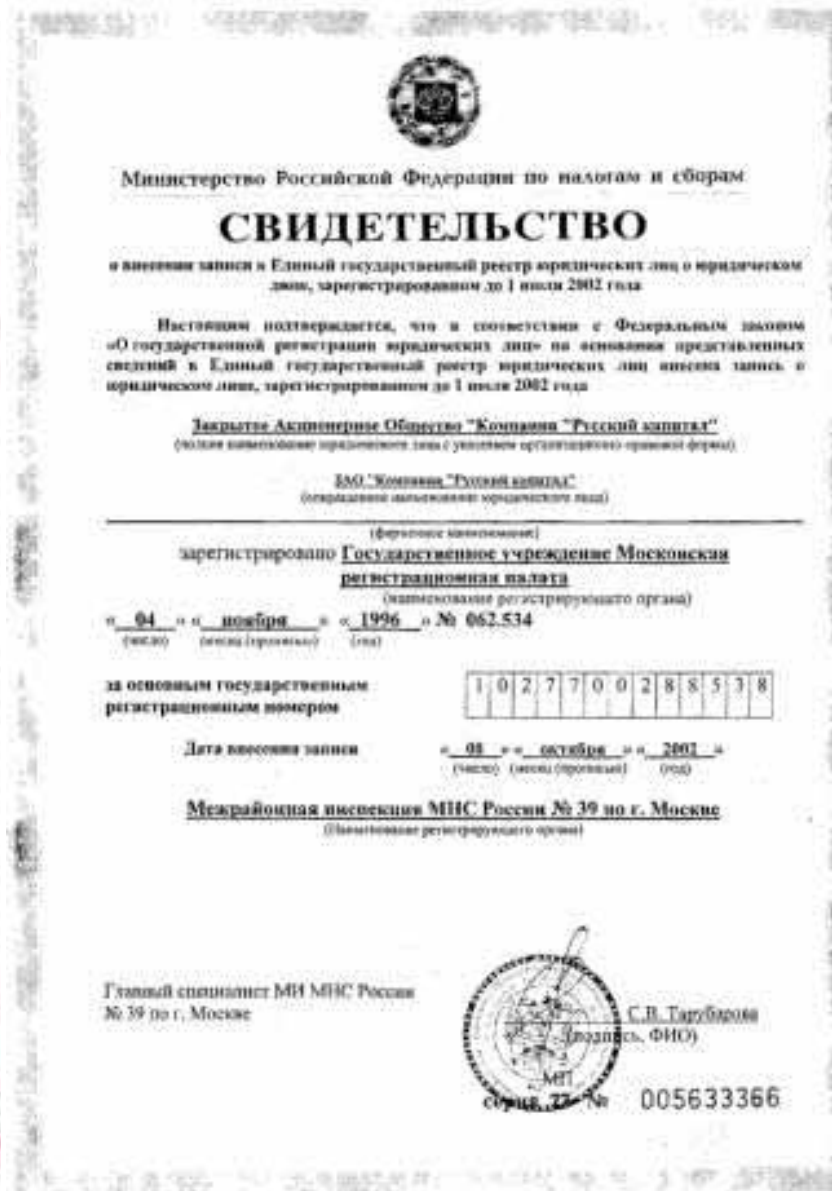 Министерство Российской Федерации по налогам и сборам
СВИДЕТЕЛЬСТВО
о внесении записи в Единый государственный реестр юридических лиц о юридическом
лице, зарегистрированном до 1 июля 2002 года
Настоящим подтверждается, что в соответствии с Федеральным законом
«О государственной регистрации юридических лиц» на основании представленных
сведений в Единый государственный реестр юридических лиц внесена запись о
юридическом лице, зарегистрированном до 1 июля 2002 года
Закрытое Акционерное Общество "Компания "Русский капитал"
(полное наименование юридического лица с указанием организационно-правовой формы)
ЗАО "Компания "Русский капитал"
(сокращенное наименование юридического лица)
(фирменное наименование)
зарегистрировано Государственное учреждение Московская
регистрационная палата
(наименование регистрирующего органа)
« 04 » « ноября » « 1996 » № 062.534
(число) (месяц (прописью) (год)
за основным государственным
регистрационным номером
1 0 2 7 7 0 0 2 8 8 5 3 8
Дата внесения записи « 08 » « октября » « 2002 »
(число) (месяц (прописью) (год)
Межрайонная инспекция МНС России № 39 по г. Москве
(Наименование регистрирующего органа)
Главный специалист МИ МНС России
№ 39 по г. Москве
С.В. Тарубарова
(подпись, ФИО)
МП
серия 77 № 005633366